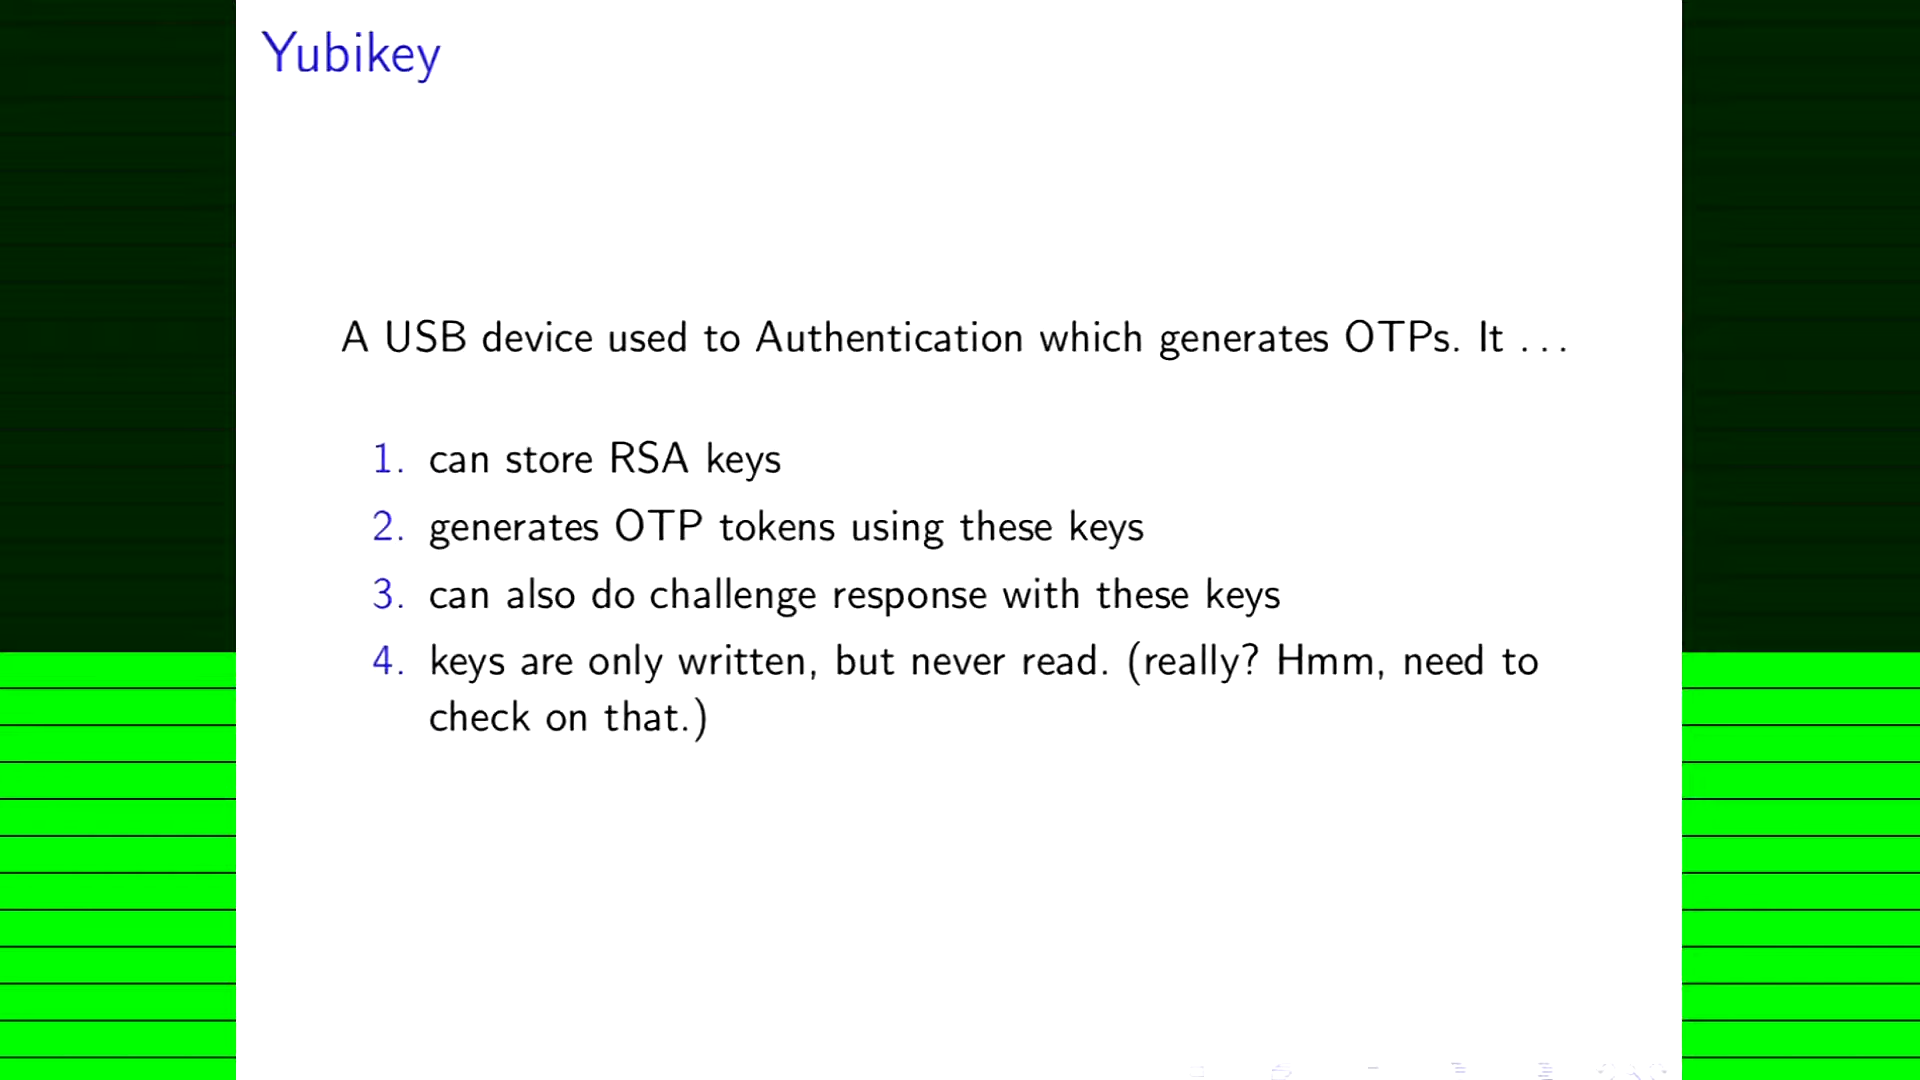 Yubikey
A USB device used to Authentication which generates OTPs. It . . .
1. can store RSA keys
2. generates OTP tokens using these keys
3. can also do challenge response with these keys
4. keys are only written, but never read. (really? Hmm, need to
check on that.)